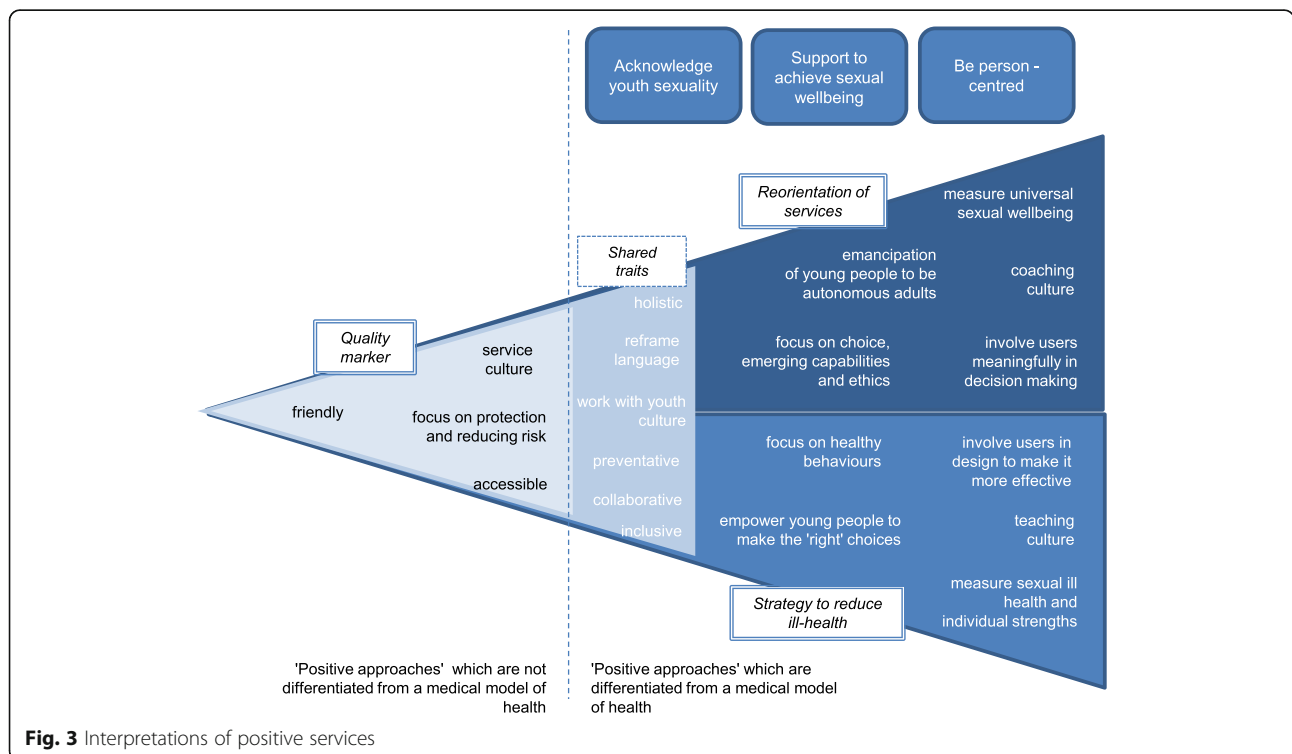 Acknowledge
youth sexuality
Support to
achieve sexual
wellbeing
Be person -
centred
Reorientation of
services
measure universal
sexual wellbeing
Shared
traits
emancipation
of young people to be
autonomous adults
coaching
culture
holistic
Quality
marker
service
culture
reframe
language
focus on choice,
emerging capabilities
and ethics
involve users
meaningfully in
decision making
friendly
focus on protection
and reducing risk
work with youth
culture
accessible
preventative
collaborative
inclusive
focus on healthy
behaviours
involve users in
design to make it
more effective
empower young people to
make the 'right' choices
teaching
culture
Strategy to reduce
ill-health
measure sexual ill
health and
individual strengths
'Positive approaches' which are not
differentiated from a medical model of
health
'Positive approaches' which are
differentiated from a medical model
of health
Fig. 3 Interpretations of positive services